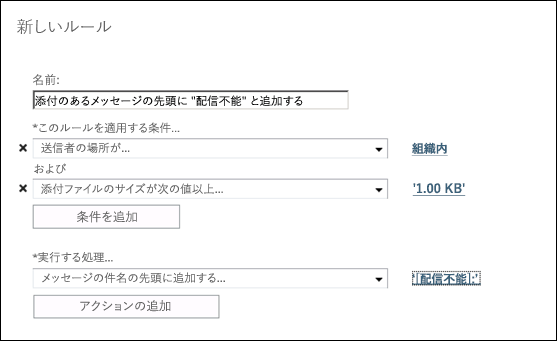 新しいルール
名前:
添付のあるメッセージの先頭に "配信不能" と追加する
*このルールを適用する条件...
送信者の場所が... 組織内
および
添付ファイルのサイズが次の値以上... '1.00 KB'
条件を追加
*実行する処理...
メッセージの件名の先頭に追加する... '[配信不能]:'
アクションの追加